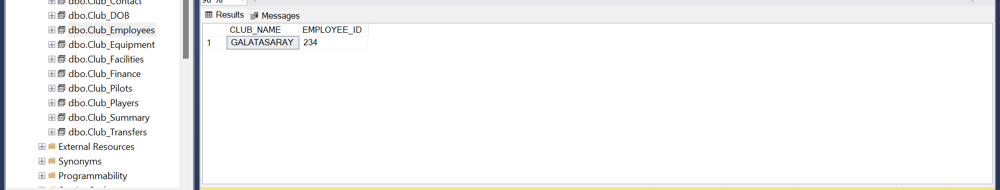 dbo.Club_Contact
dbo.Club_DOB
dbo.Club_Employees
dbo.Club_Equipment
dbo.Club_Facilities
dbo.Club_Finance
dbo.Club_Pilots
dbo.Club_Players
dbo.Club_Summary
dbo.Club_Transfers
External Resources
Synonyms
Programmability
90 %
Results Messages
CLUB_NAME EMPLOYEE_ID
1 GALATASARAY 234